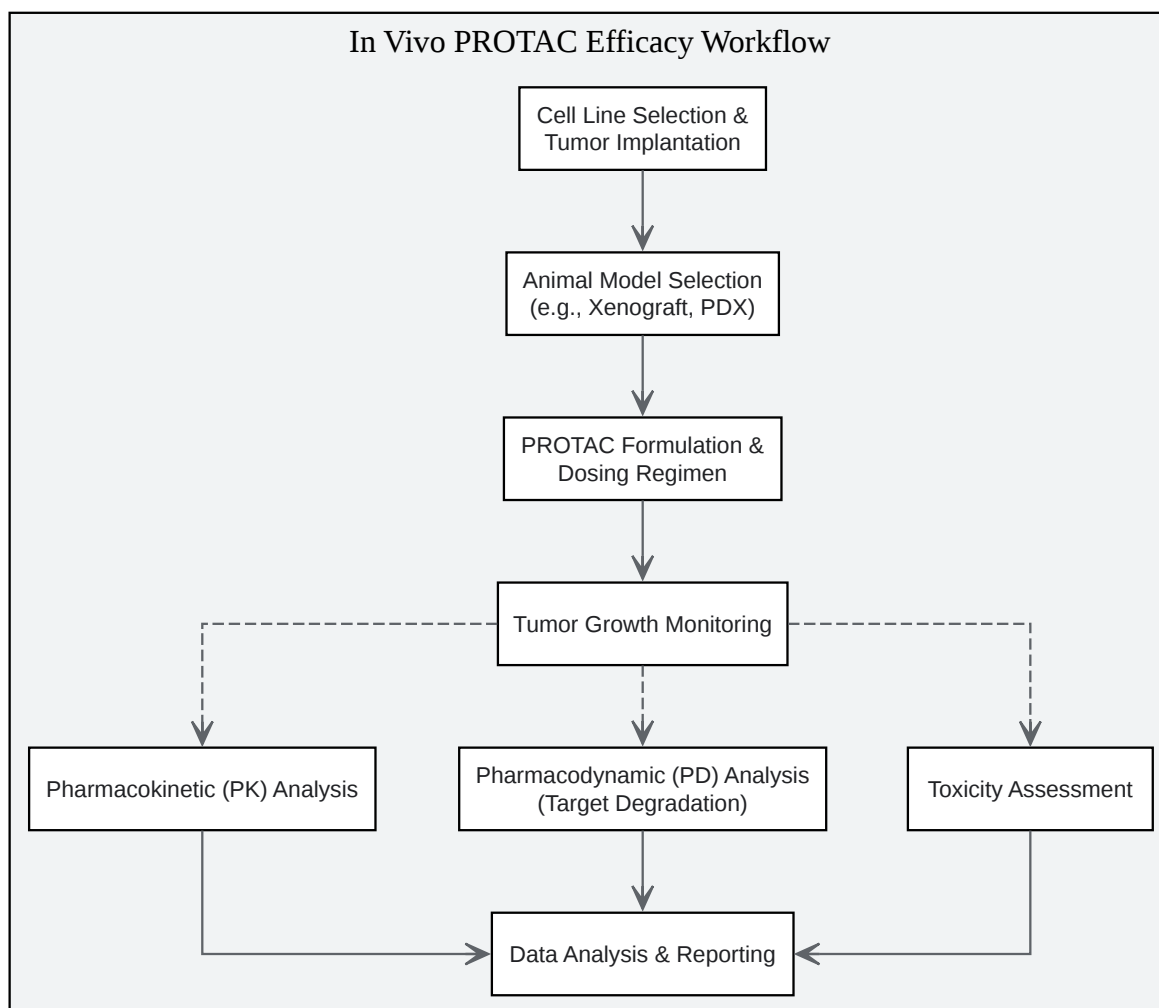 In Vivo PROTAC Efficacy Workflow
Cell Line Selection &
Tumor Implantation
Animal Model Selection
(e.g., Xenograft, PDX)
PROTAC Formulation &
Dosing Regimen
Tumor Growth Monitoring
Pharmacokinetic (PK) Analysis
Pharmacodynamic (PD) Analysis
(Target Degradation)
Toxicity Assessment
Data Analysis & Reporting